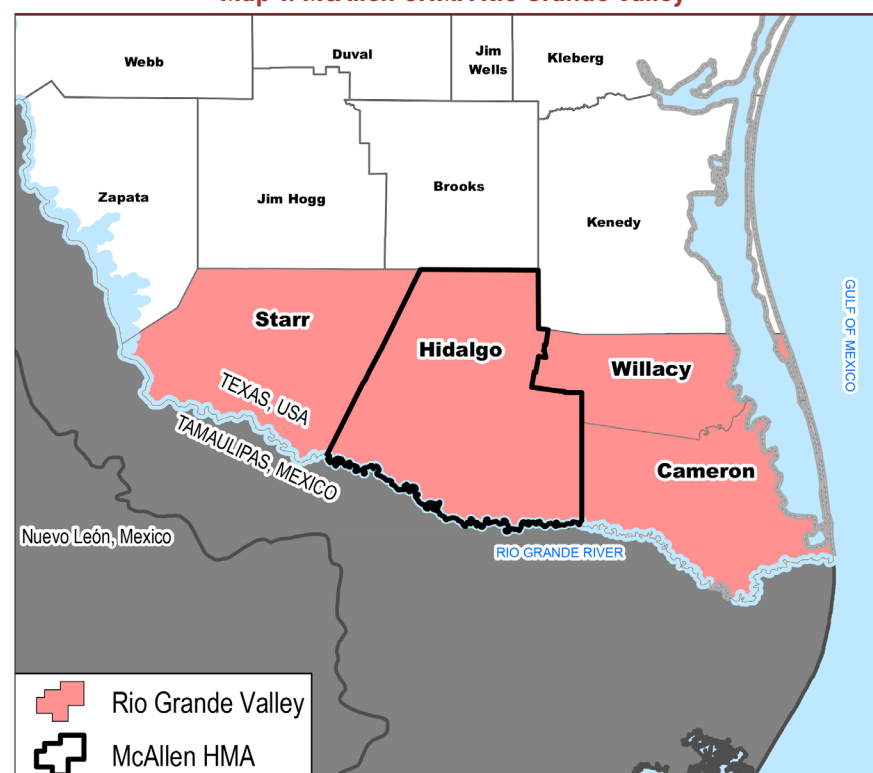 Webb
Duval
Jim
Wells
Kleberg
Zapata
Jim Hogg
Brooks
Kenedy
GULF OF MEXICO
Starr
Hidalgo
Willacy
TEXAS, USA
TAMAULIPAS, MEXICO
Cameron
Nuevo León, Mexico
RIO GRANDE RIVER
Rio Grande Valley
McAllen HMA